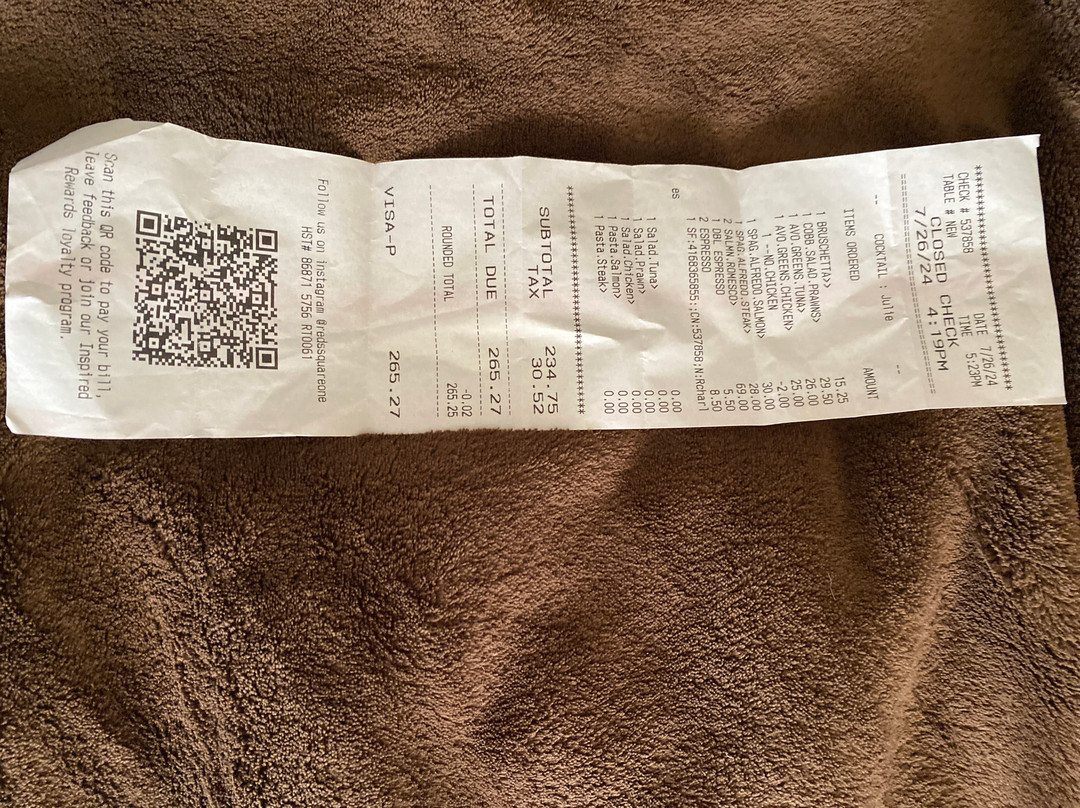 ***********************
CHECK # 537858 DATE 7/26/24
TABLE # NEW TIME 5:23PM
CLOSED CHECK
7/26/24 4:19PM
======================
-- COCKTAIL : Julie --
ITEMS ORDERED AMOUNT
1 BRUSCHETTA>> 15.25
1 COBB.SALAD.PRAWNS> 29.50
1 AVO.GREENS.TUNA> 26.00
1 AVO.GREENS.CHICKEN> 25.00
1 --NO.CHICKEN -2.00
1 SPAG.ALFREDO.SALMON> 30.00
1 SPAG.ALFREDO.STEAK> 28.00
2 SALMN.ROMESCO> 69.00
1 DBL ESPRESSO 5.50
2 ESPRESSO 8.50
1 SF:4168365855:;CN:537858;N:Rcharl
es 0.00
1 Salad.Tuna> 0.00
1 Salad.Prawn> 0.00
1 Salad.Chicken> 0.00
1 Pasta.Salmon> 0.00
1 Pasta.Steak> 0.00
***********************
SUBTOTAL 234.75
TAX 30.52
TOTAL DUE 265.27
-0.02
ROUNDED TOTAL 265.25
VISA-P 265.27
Follow us on instagram @redssquareone
HST# 86871 5756 RT0061
Scan this QR code to pay your bill,
leave feedback or join our Inspired
Rewards loyalty program.